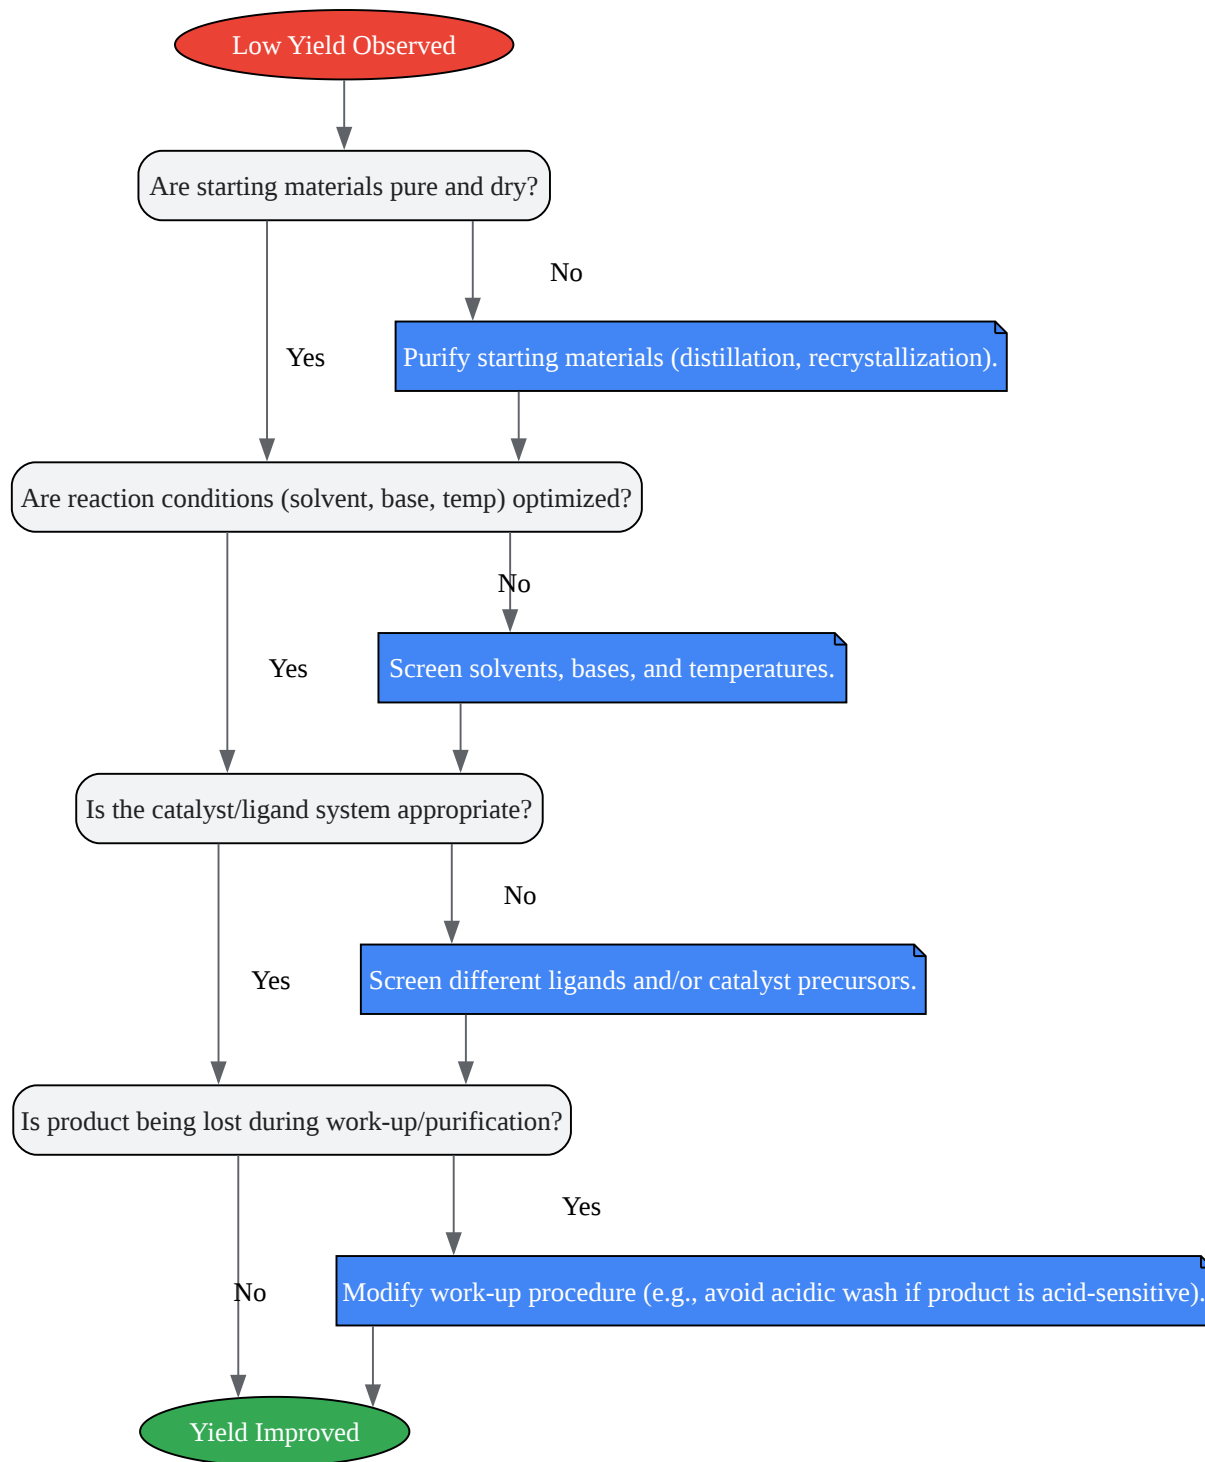 Low Yield Observed
Are starting materials pure and dry?
No
Yes
Purify starting materials (distillation, recrystallization).
Are reaction conditions (solvent, base, temp) optimized?
No
Yes
Screen solvents, bases, and temperatures.
Is the catalyst/ligand system appropriate?
No
Yes
Screen different ligands and/or catalyst precursors.
Is product being lost during work-up/purification?
Yes
No
Modify work-up procedure (e.g., avoid acidic wash if product is acid-sensitive).
Yield Improved